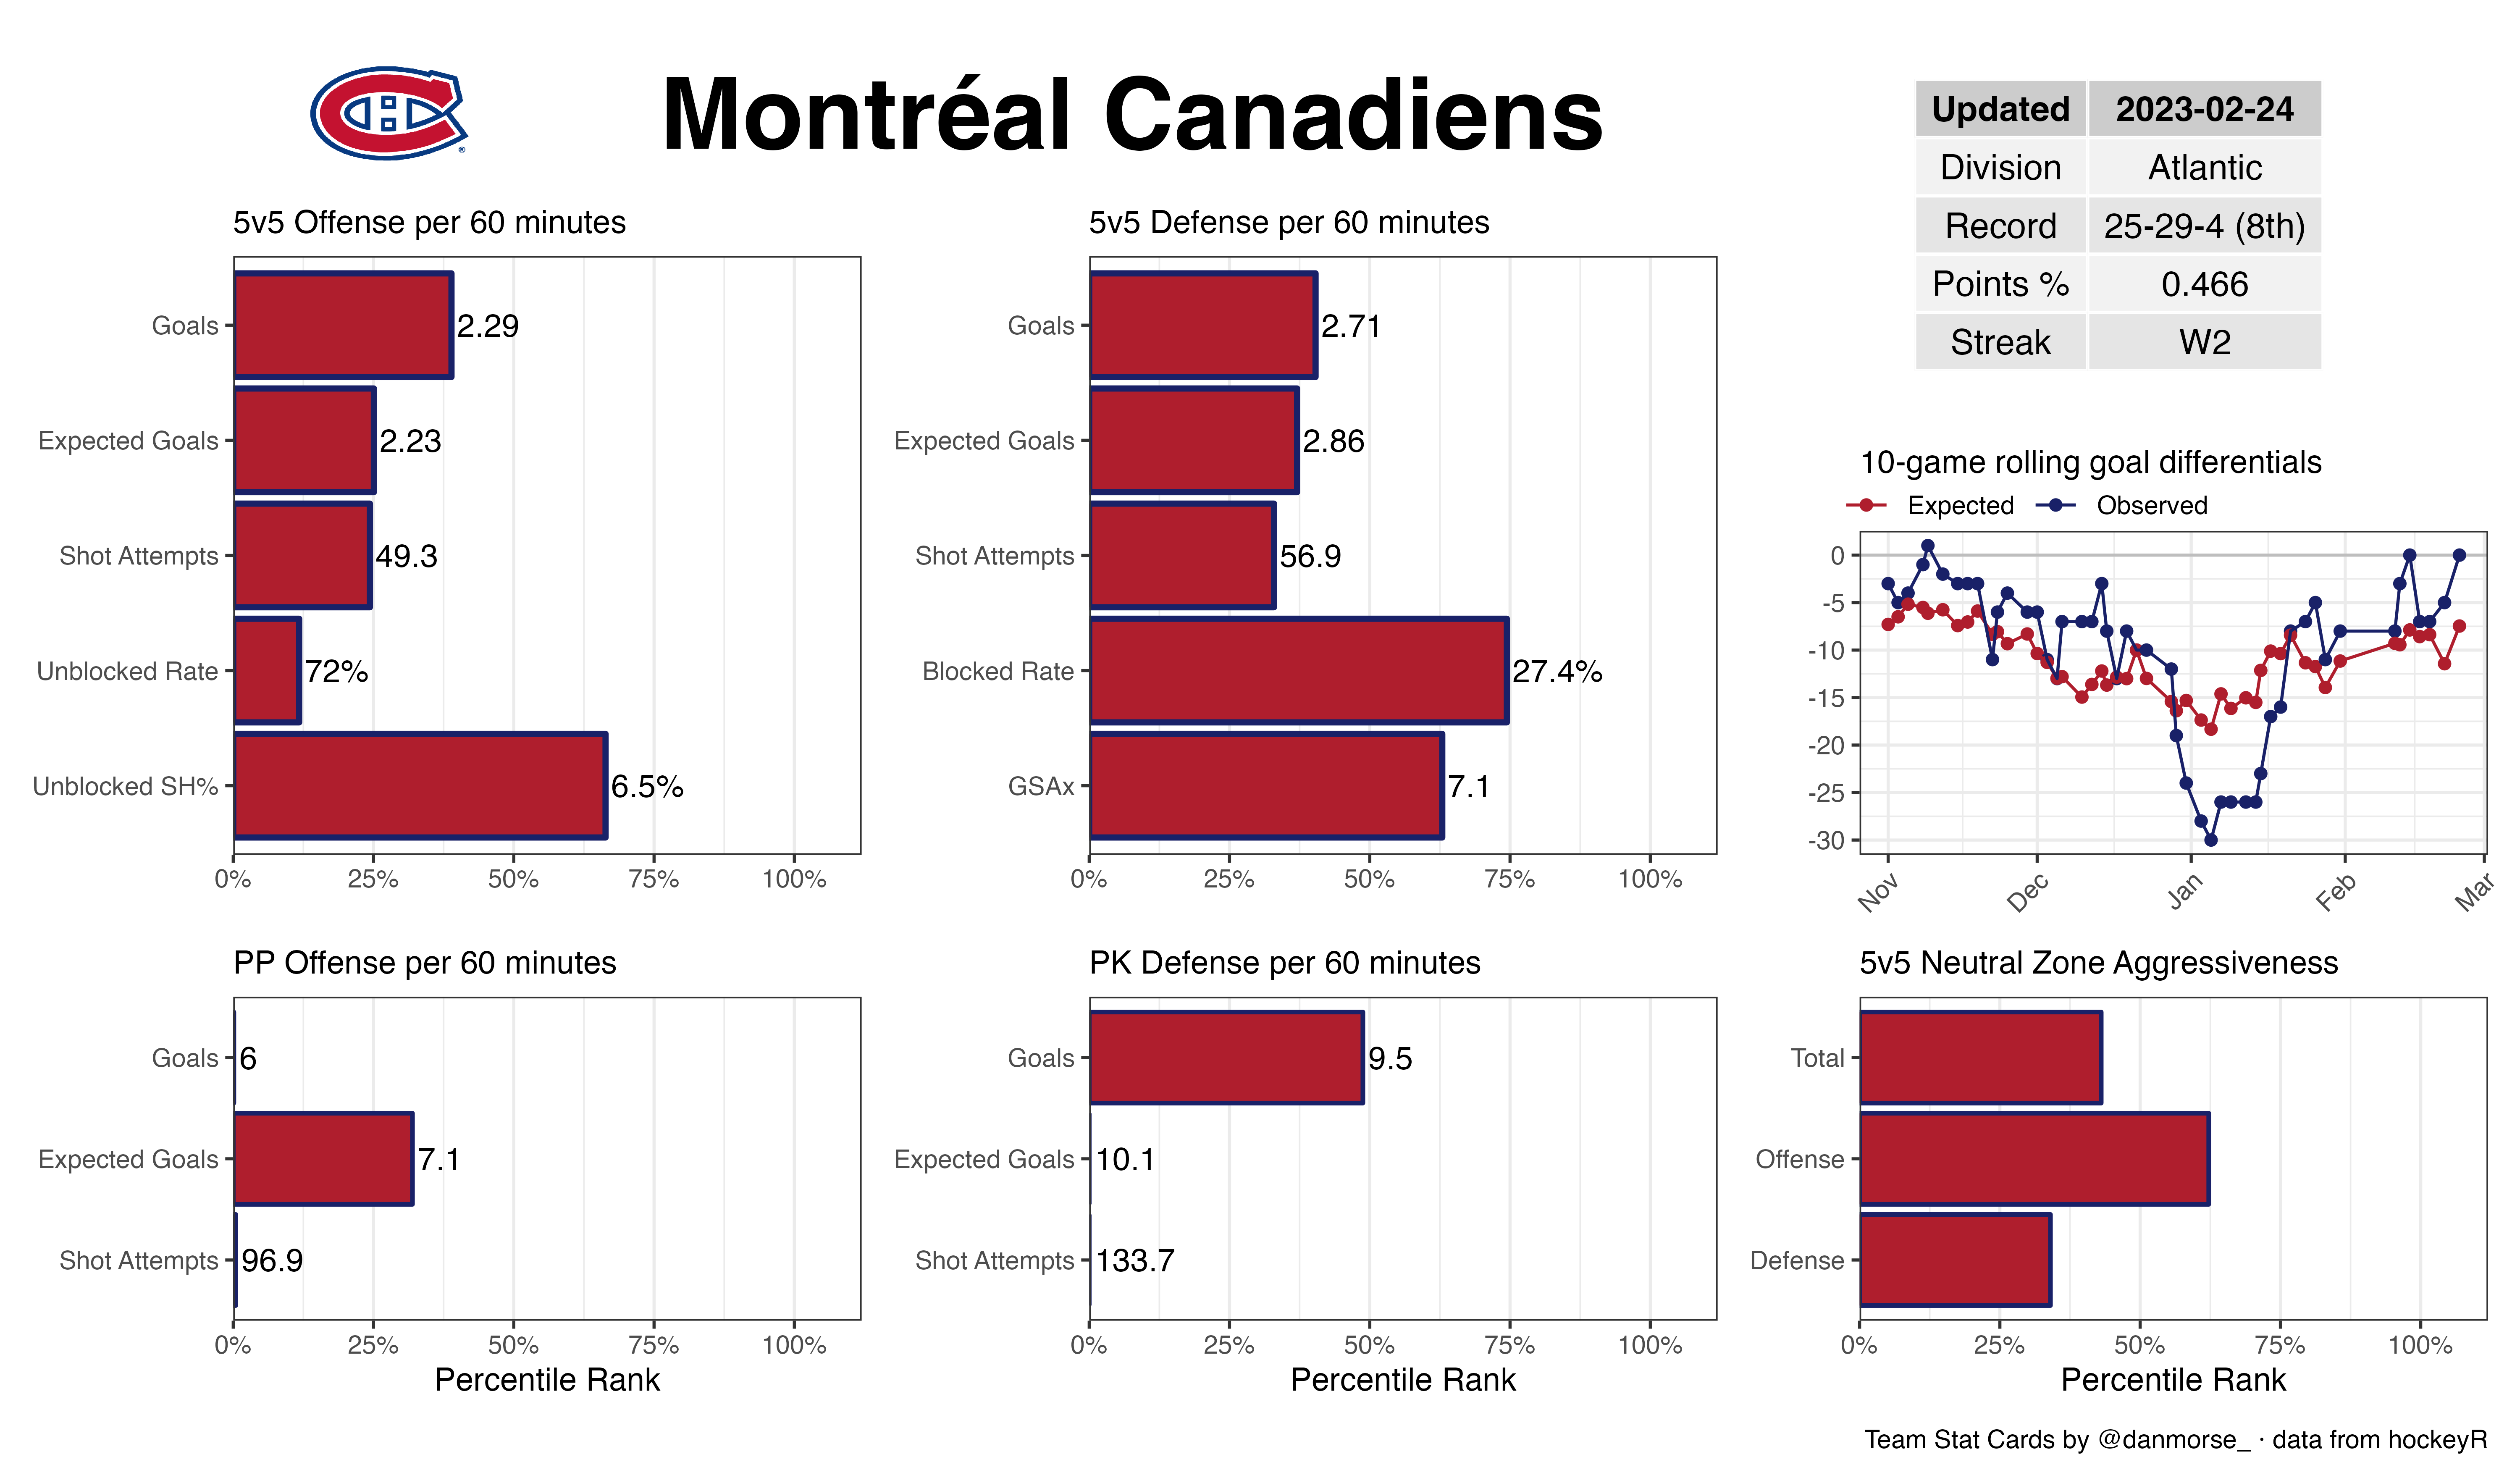 Montréal Canadiens
Updated 2023-02-24
Division Atlantic
Record 25-29-4 (8th)
Points % 0.466
Streak W2
5v5 Offense per 60 minutes
Goals 2.29
Expected Goals 2.23
Shot Attempts 49.3
Unblocked Rate 72%
Unblocked SH% 6.5%
0% 25% 50% 75% 100%
5v5 Defense per 60 minutes
Goals 2.71
Expected Goals 2.86
Shot Attempts 56.9
Blocked Rate 27.4%
GSAx 7.1
0% 25% 50% 75% 100%
10-game rolling goal differentials
Expected Observed
0
-5
-10
-15
-20
-25
-30
Nov Dec Jan Feb Mar
PP Offense per 60 minutes
Goals 6
Expected Goals 7.1
Shot Attempts 96.9
0% 25% 50% 75% 100%
Percentile Rank
PK Defense per 60 minutes
Goals 9.5
Expected Goals 10.1
Shot Attempts 133.7
0% 25% 50% 75% 100%
Percentile Rank
5v5 Neutral Zone Aggressiveness
Total
Offense
Defense
0% 25% 50% 75% 100%
Percentile Rank
Team Stat Cards by @danmorse_ · data from hockeyR